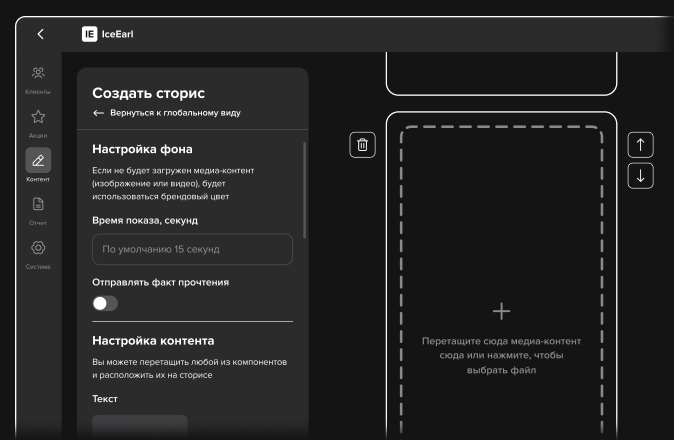 IE IceEarl
Клиенты
Акции
Контент
Отчет
Система
Создать сторис
← Вернуться к глобальному виду
Настройка фона
Если не будет загружен медиа-контент
(изображение или видео), будет
использоваться брендовый цвет
Время показа, секунд
По умолчанию 15 секунд
Отправлять факт прочтения
Настройка контента
Вы можете перетащить любой из компонентов
и расположить их на сторисе
Текст
Перетащите сюда медиа-контент
сюда или нажмите, чтобы
выбрать файл